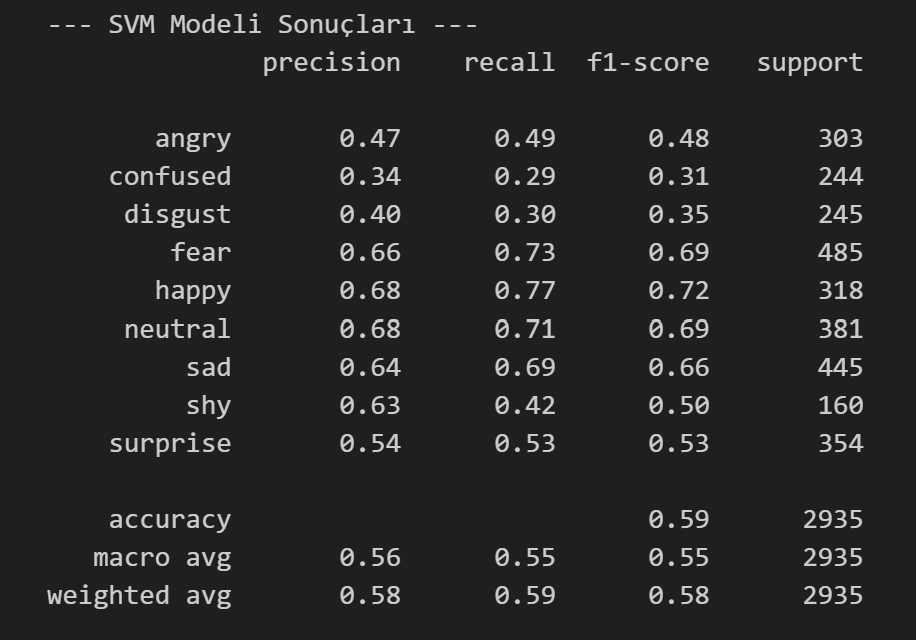 --- SVM Modeli Sonuçları ---
precision recall f1-score support
angry 0.47 0.49 0.48 303
confused 0.34 0.29 0.31 244
disgust 0.40 0.30 0.35 245
fear 0.66 0.73 0.69 485
happy 0.68 0.77 0.72 318
neutral 0.68 0.71 0.69 381
sad 0.64 0.69 0.66 445
shy 0.63 0.42 0.50 160
surprise 0.54 0.53 0.53 354
accuracy 0.59 2935
macro avg 0.56 0.55 0.55 2935
weighted avg 0.58 0.59 0.58 2935